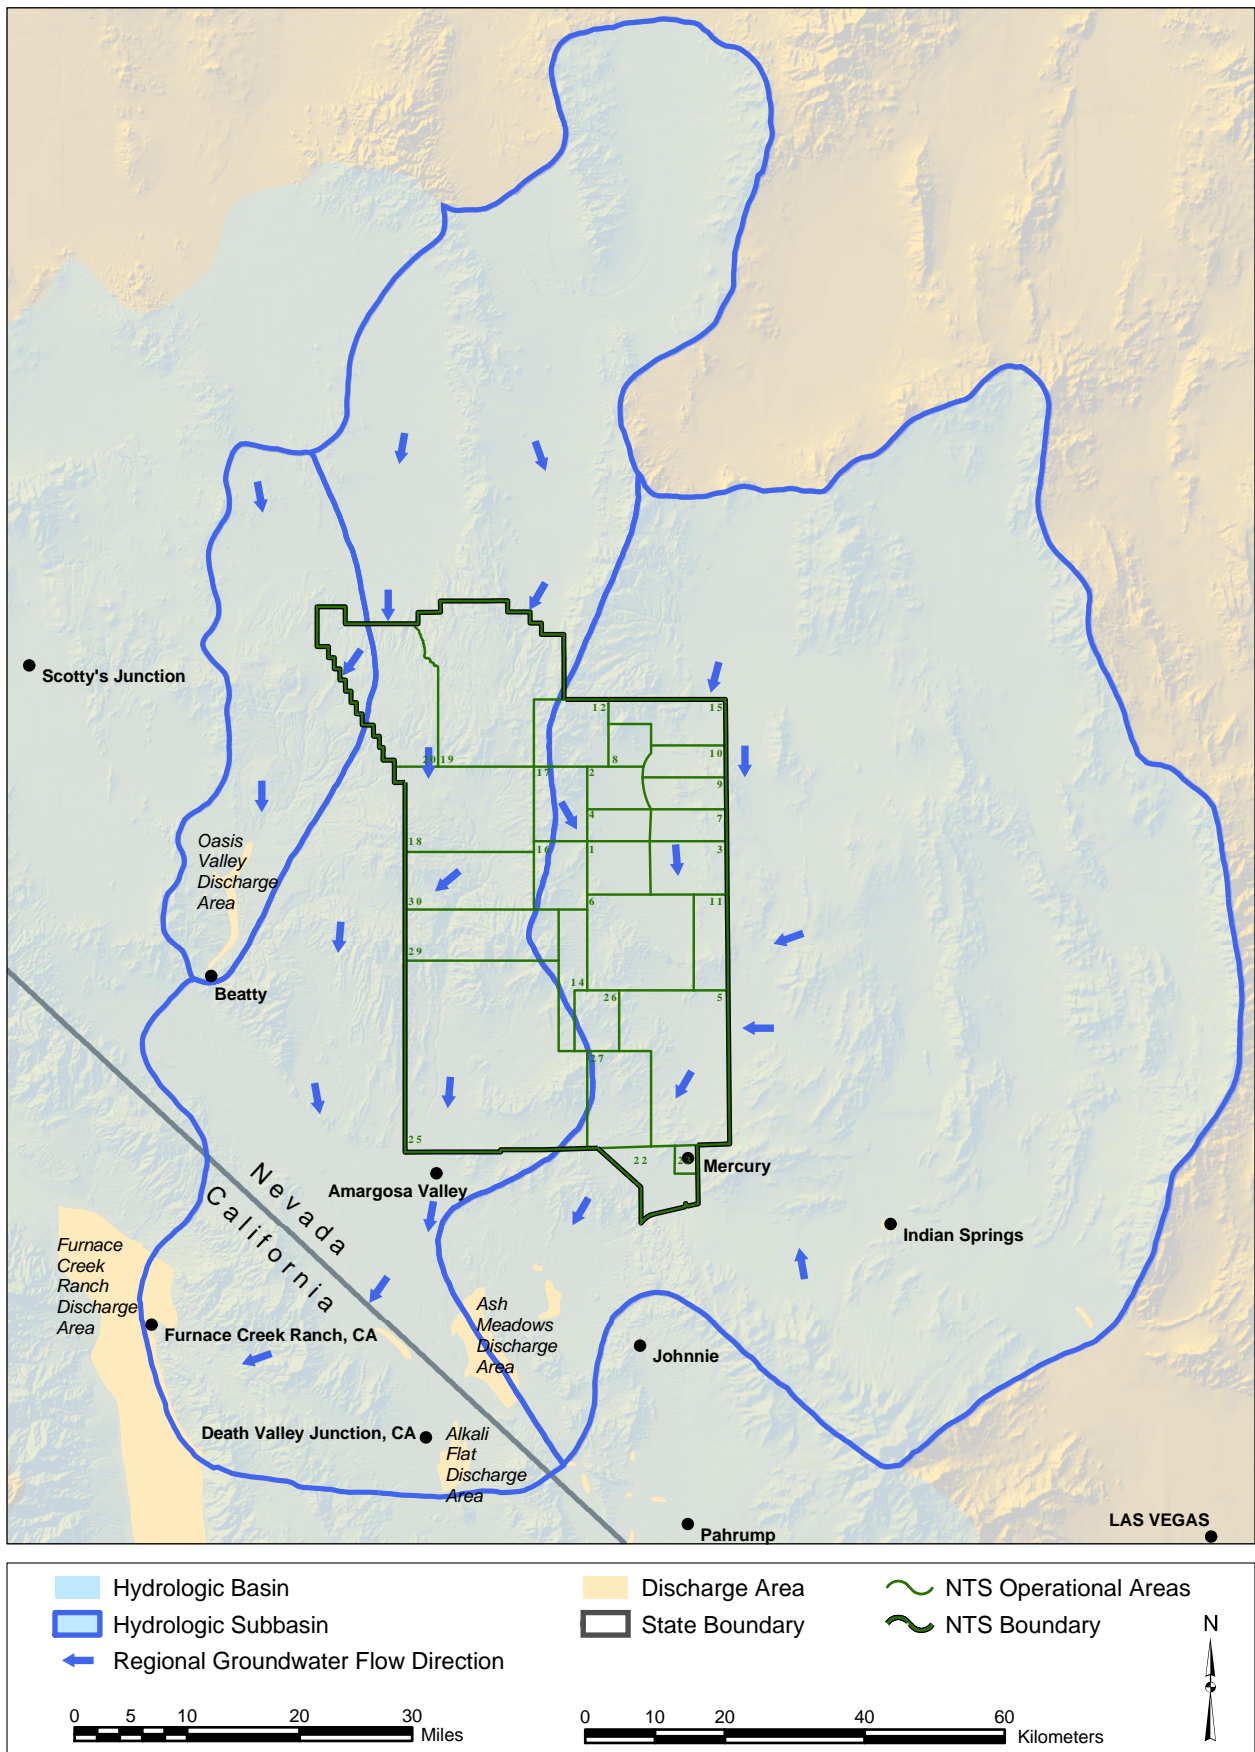 Scotty's Junction
12
15
8
10
20
19
17
2
9
4
7
18
16
1
3
Oasis
Valley
Discharge
Area
30
6
11
29
14
26
5
Beatty
27
25
22
23
Mercury
Amargosa Valley
Nevada
California
Indian Springs
Furnace
Creek
Ranch
Discharge
Area
Furnace Creek Ranch, CA
Ash
Meadows
Discharge
Area
Johnnie
Death Valley Junction, CA
Alkali
Flat
Discharge
Area
Pahrump
LAS VEGAS
Hydrologic Basin
Hydrologic Subbasin
Regional Groundwater Flow Direction
Discharge Area
State Boundary
NTS Operational Areas
NTS Boundary
N
0 5 10 20 30
Miles
0 10 20 40 60
Kilometers